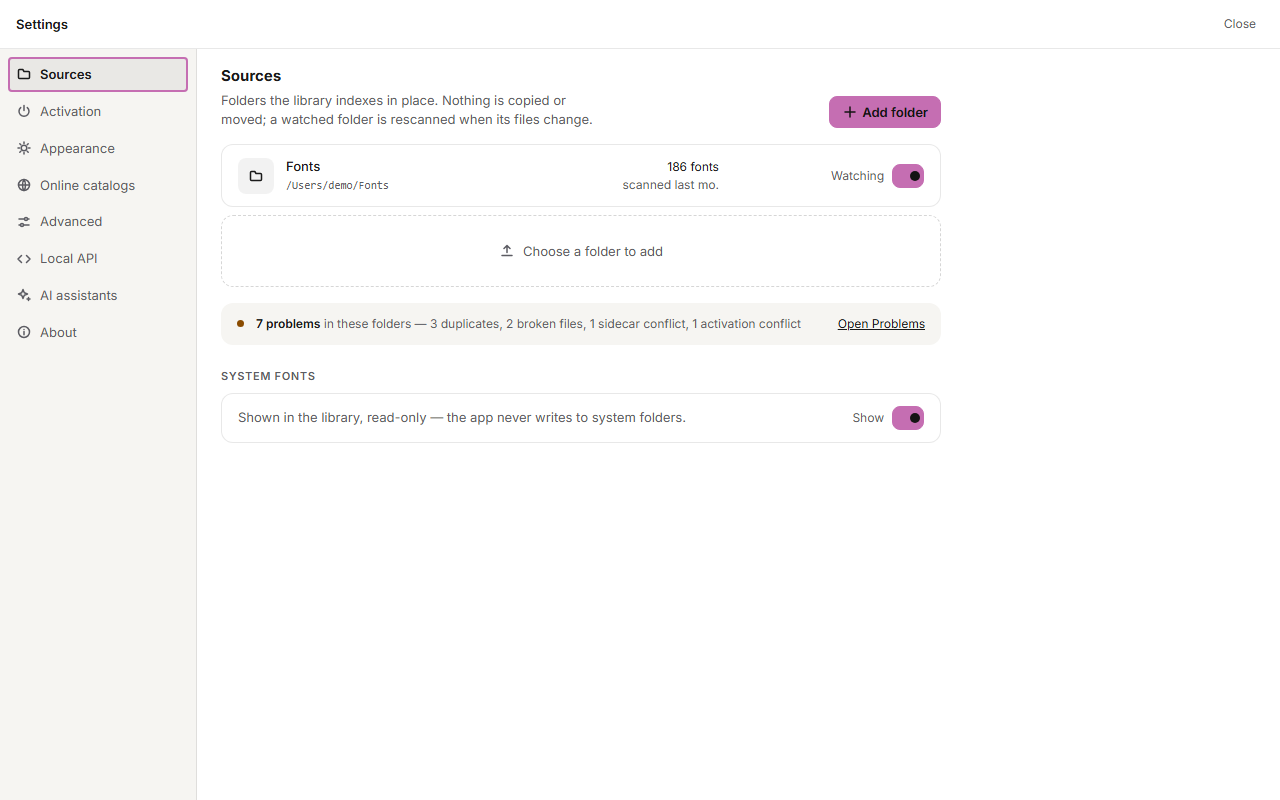 Settings
Close
Sources
Activation
Appearance
Online catalogs
Advanced
Local API
AI assistants
About
Sources
Folders the library indexes in place. Nothing is copied or
moved; a watched folder is rescanned when its files change.
Add folder
Fonts
/Users/demo/Fonts
186 fonts
scanned last mo.
Watching
Choose a folder to add
7 problems in these folders — 3 duplicates, 2 broken files, 1 sidecar conflict, 1 activation conflict
Open Problems
SYSTEM FONTS
Shown in the library, read-only — the app never writes to system folders.
Show